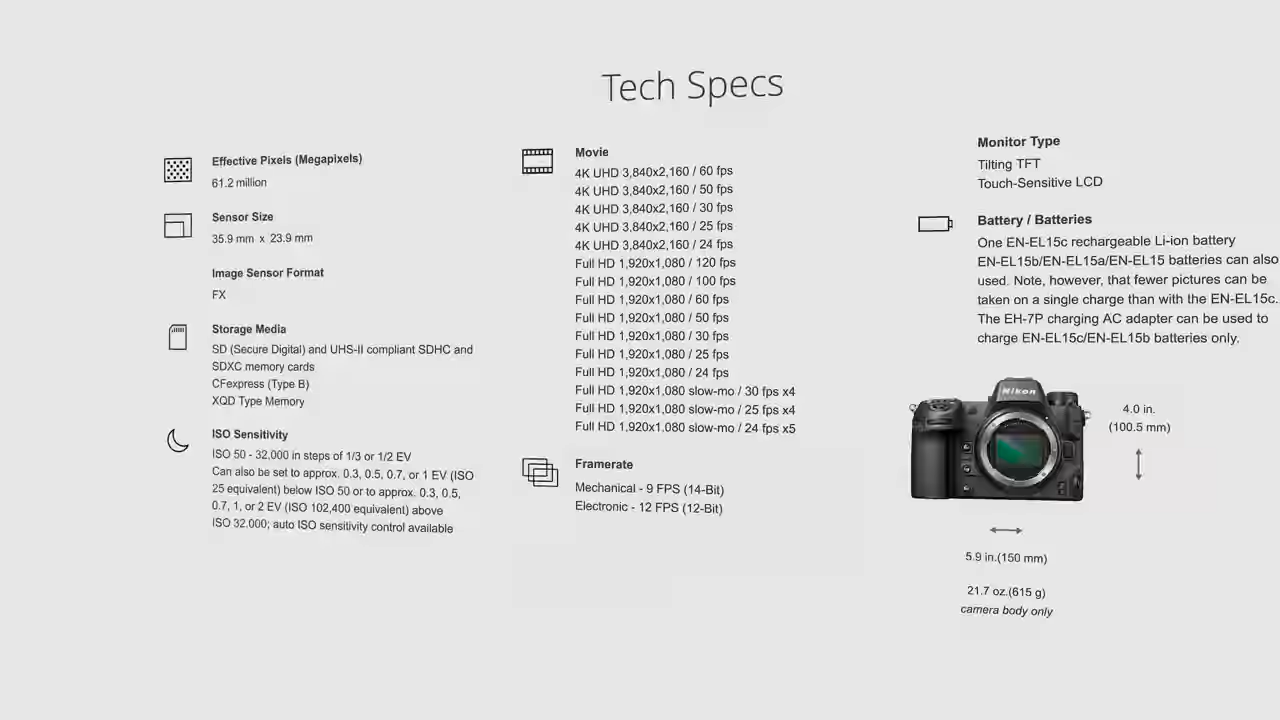 Tech Specs
Effective Pixels (Megapixels)
61.2 million
Sensor Size
35.9 mm x 23.9 mm
Image Sensor Format
FX
Storage Media
SD (Secure Digital) and UHS-II compliant SDHC and
SDXC memory cards
CFexpress (Type B)
XQD Type Memory
ISO Sensitivity
ISO 50 - 32,000 in steps of 1/3 or 1/2 EV
Can also be set to approx. 0.3, 0.5, 0.7, or 1 EV (ISO
25 equivalent) below ISO 50 or to approx. 0.3, 0.5,
0.7, 1, or 2 EV (ISO 102,400 equivalent) above
ISO 32,000; auto ISO sensitivity control available
Movie
4K UHD 3,840x2,160 / 60 fps
4K UHD 3,840x2,160 / 50 fps
4K UHD 3,840x2,160 / 30 fps
4K UHD 3,840x2,160 / 25 fps
4K UHD 3,840x2,160 / 24 fps
Full HD 1,920x1,080 / 120 fps
Full HD 1,920x1,080 / 100 fps
Full HD 1,920x1,080 / 60 fps
Full HD 1,920x1,080 / 50 fps
Full HD 1,920x1,080 / 30 fps
Full HD 1,920x1,080 / 25 fps
Full HD 1,920x1,080 / 24 fps
Full HD 1,920x1,080 slow-mo / 30 fps x4
Full HD 1,920x1,080 slow-mo / 25 fps x4
Full HD 1,920x1,080 slow-mo / 24 fps x5
Framerate
Mechanical - 9 FPS (14-Bit)
Electronic - 12 FPS (12-Bit)
Monitor Type
Tilting TFT
Touch-Sensitive LCD
Battery / Batteries
One EN-EL15c rechargeable Li-ion battery
EN-EL15b/EN-EL15a/EN-EL15 batteries can also
used. Note, however, that fewer pictures can be
taken on a single charge than with the EN-EL15c.
The EH-7P charging AC adapter can be used to
charge EN-EL15c/EN-EL15b batteries only.
Nikon
4.0 in.
(100.5 mm)
5.9 in.(150 mm)
21.7 oz.(615 g)
camera body only